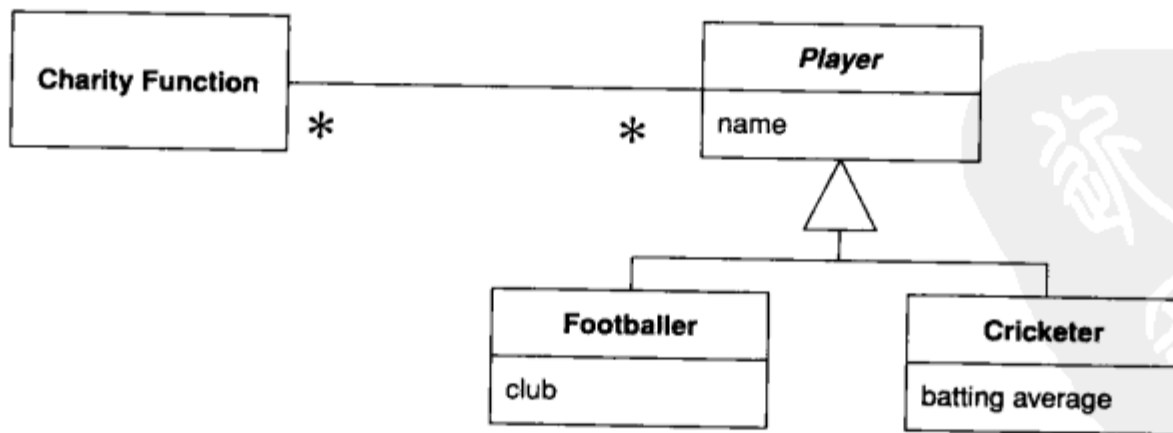 Charity Function
Player
name
*
*
Footballer
Cricketer
club
batting average